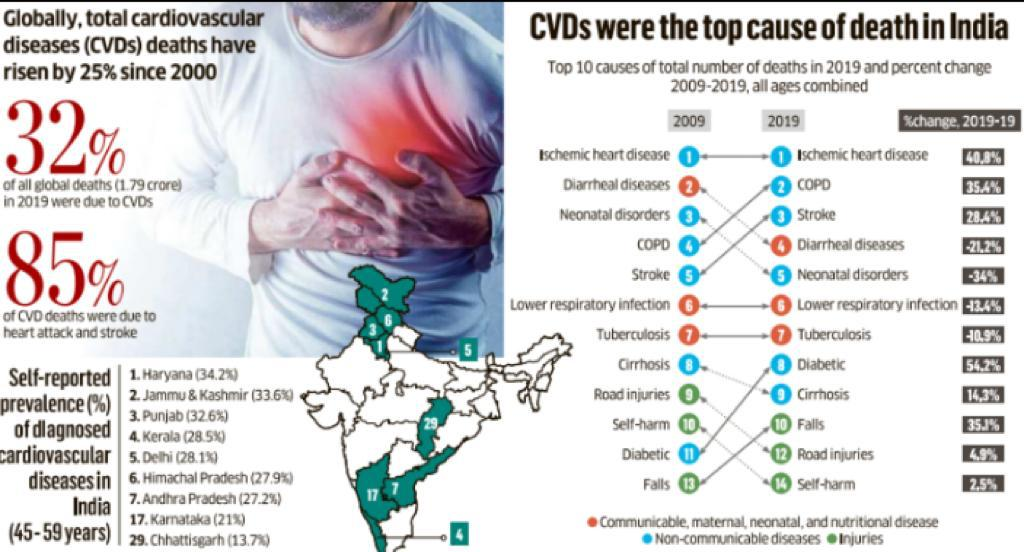 Globally, total cardiovascular
diseases (CVDs) deaths have
risen by 25% since 2000
32%
of all global deaths (1.79 crore)
in 2019 were due to CVDs
85%
of CVD deaths were due to
heart attack and stroke
Self-reported
prevalence (%)
of diagnosed
cardiovascular
diseases in
India
(45-59 years)
1. Haryana (34.2%)
2. Jammu & Kashmir (33.6%)
3. Punjab (32.6%)
4. Kerala (28.5%)
5. Delhi (28.1%)
6. Himachal Pradesh (27.9%)
7. Andhra Pradesh (27.2%)
17. Karnataka (21%)
29. Chhattisgarh (13.7%)
2
6
3
1
5
29
7
17
4
CVDs were the top cause of death in India
Top 10 causes of total number of deaths in 2019 and percent change
2009-2019, all ages combined
2009 2019 %change, 2019-19
Ischemic heart disease 1 1 Ischemic heart disease 40,8%
Diarrheal diseases 2 2 COPD 35.4%
Neonatal disorders 3 3 Stroke 28.4%
COPD 4 4 Diarrheal diseases -21,2%
Stroke 5 5 Neonatal disorders -34%
Lower respiratory infection 6 6 Lower respiratory infection -13.4%
Tuberculosis 7 7 Tuberculosis -10,9%
Cirrhosis 8 8 Diabetic 54,2%
Road injuries 9 9 Cirrhosis 14,3%
Self-harm 10 10 Falls 35.1%
Diabetic 11 12 Road injuries 4.9%
Falls 13 14 Self-harm 2,5%
Communicable, maternal, neonatal, and nutritional disease
Non-communicable diseases Injuries